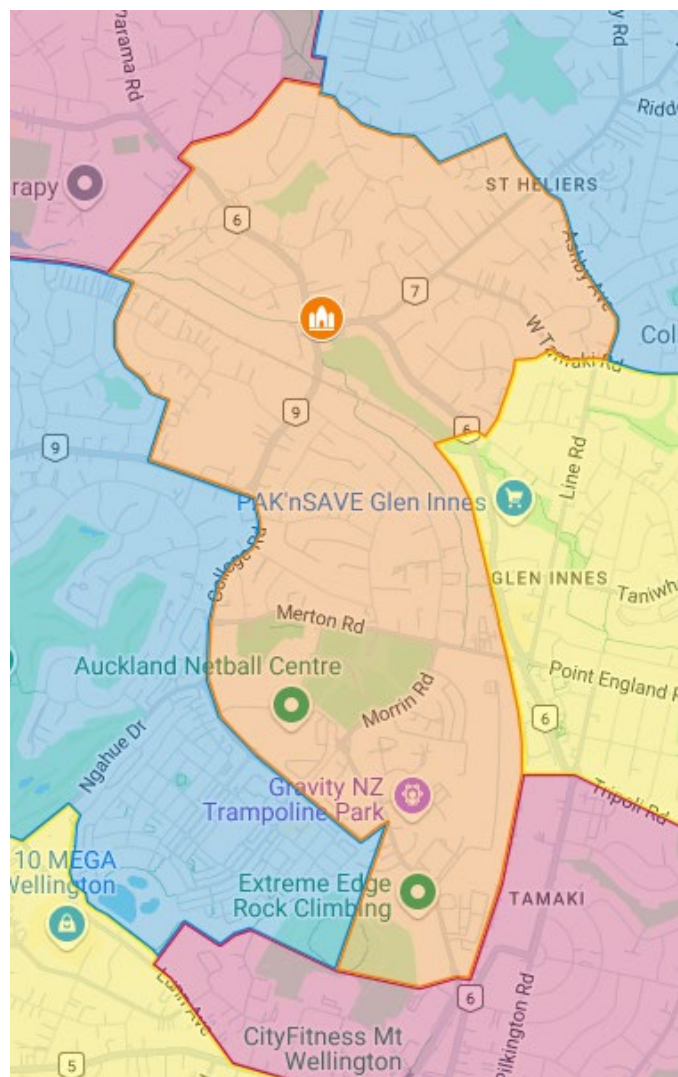 Darama Rd
y Rd
Ridd
rapy
ST HELIERS
6
Ashby Ave
7
W Tamaki Rd
Col
9
6
9
Line Rd
PAK'nSAVE Glen Innes
College Rd
GLEN INNES
Taniwh
Merton Rd
Auckland Netball Centre
Point England R
Morrin Rd
6
Ngahue Dr
Gravity NZ
Trampoline Park
Tripoli Rd
10 MEGA
Wellington
Extreme Edge
Rock Climbing
TAMAKI
Lunn Ave
6
Pilkington Rd
CityFitness Mt
Wellington
5